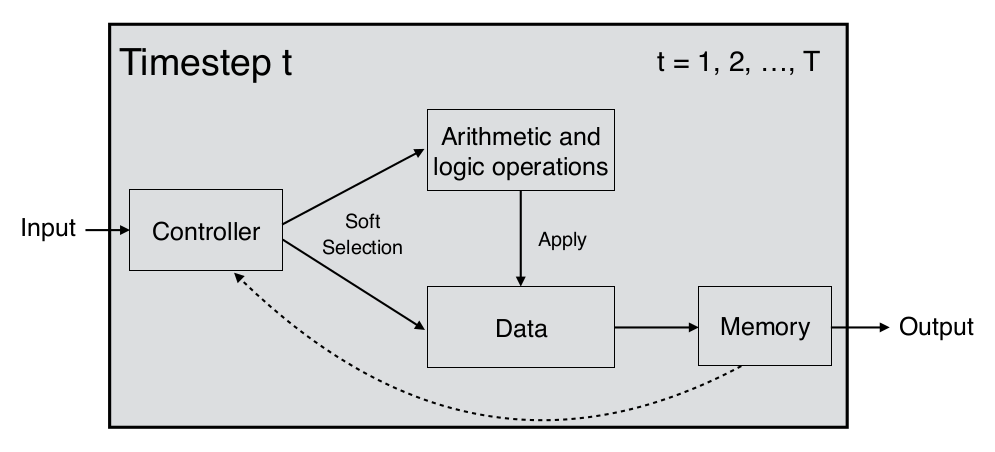 Timestep t
t = 1, 2, ..., T
Arithmetic and
logic operations
Input
Controller
Soft
Selection
Apply
Data
Memory
Output